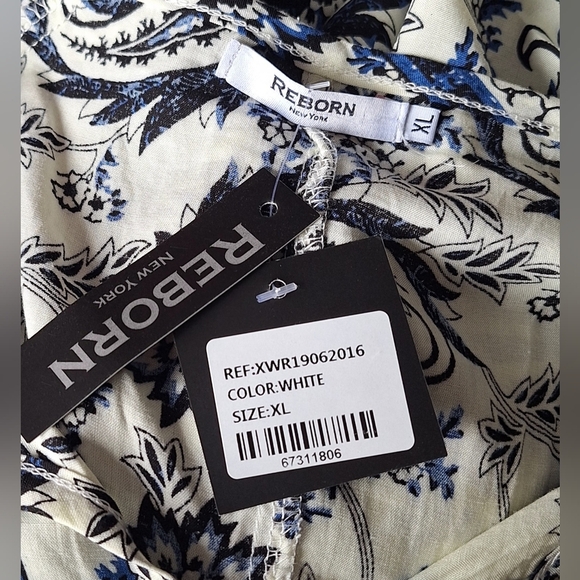 REBORN
NEW YORK
XL
REBORN
NEW YORK
REF:XWR19062016
COLOR:WHITE
SIZE:XL
67311806